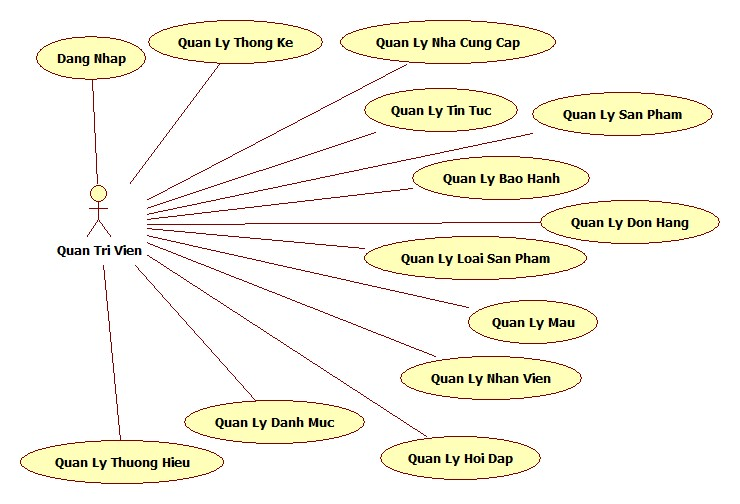 Quan Ly Thong Ke
Quan Ly Nha Cung Cap
Dang Nhap
Quan Ly Tin Tuc
Quan Ly San Pham
Quan Ly Bao Hanh
Quan Ly Don Hang
Quan Tri Vien
Quan Ly Loai San Pham
Quan Ly Mau
Quan Ly Nhan Vien
Quan Ly Danh Muc
Quan Ly Hoi Dap
Quan Ly Thuong Hieu